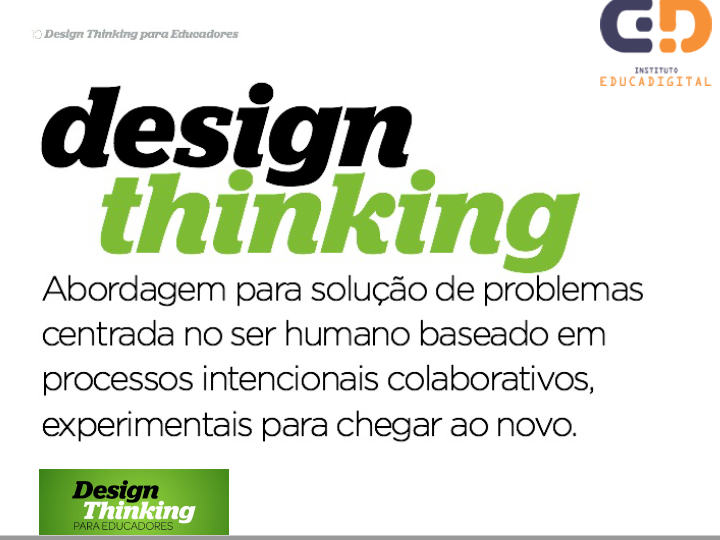 Design Thinking para Educadores
INSTITUTO
EDUCADIGITAL
design
thinking
Abordagem para solução de problemas
centrada no ser humano baseado em
processos intencionais colaborativos,
experimentais para chegar ao novo.
Design
Thinking
PARA EDUCADORES